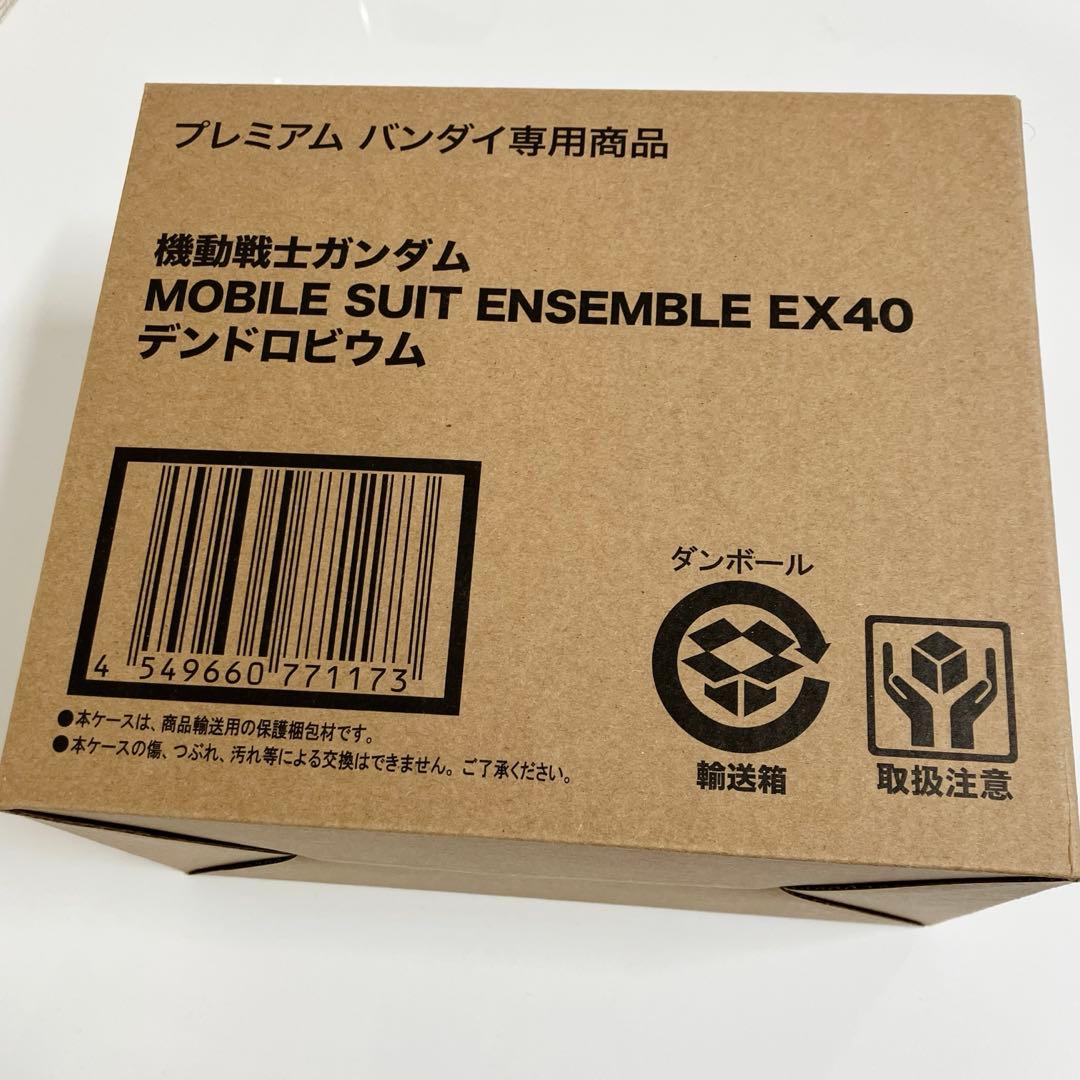 プレミアム バンダイ専用商品
機動戦士ガンダム
MOBILE SUIT ENSEMBLE EX40
デンドロビウム
4 549660 771173
●本ケースは、商品輸送用の保護梱包材です。
●本ケースの傷、つぶれ、汚れ等による交換はできません。ご了承ください。
ダンボール
輸送箱
取扱注意